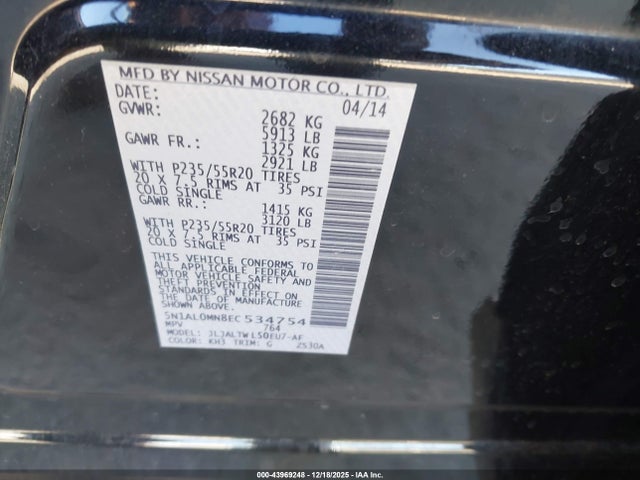 MFD BY NISSAN MOTOR CO., LTD.
DATE: 04/14
GVWR: 2682 KG
5913 LB
GAWR FR.: 1325 KG
2921 LB
WITH P235/55R20 TIRES
20 X 7.5 RIMS AT 35 PSI
COLD SINGLE
GAWR RR.: 1415 KG
3120 LB
WITH P235/55R20 TIRES
20 X 7.5 RIMS AT 35 PSI
COLD SINGLE
THIS VEHICLE CONFORMS TO
ALL APPLICABLE FEDERAL
MOTOR VEHICLE SAFETY AND
THEFT PREVENTION
STANDARDS IN EFFECT ON
THE DATE OF MANUFACTURE
SHOWN ABOVE.
5N1AL0MN8EC534754
MPV 764
MODEL: JLJALTWL50EU7-AF
COLOR: KH3 TRIM: G 2530A
000-43969248 - 12/18/2025 - IAA Inc.